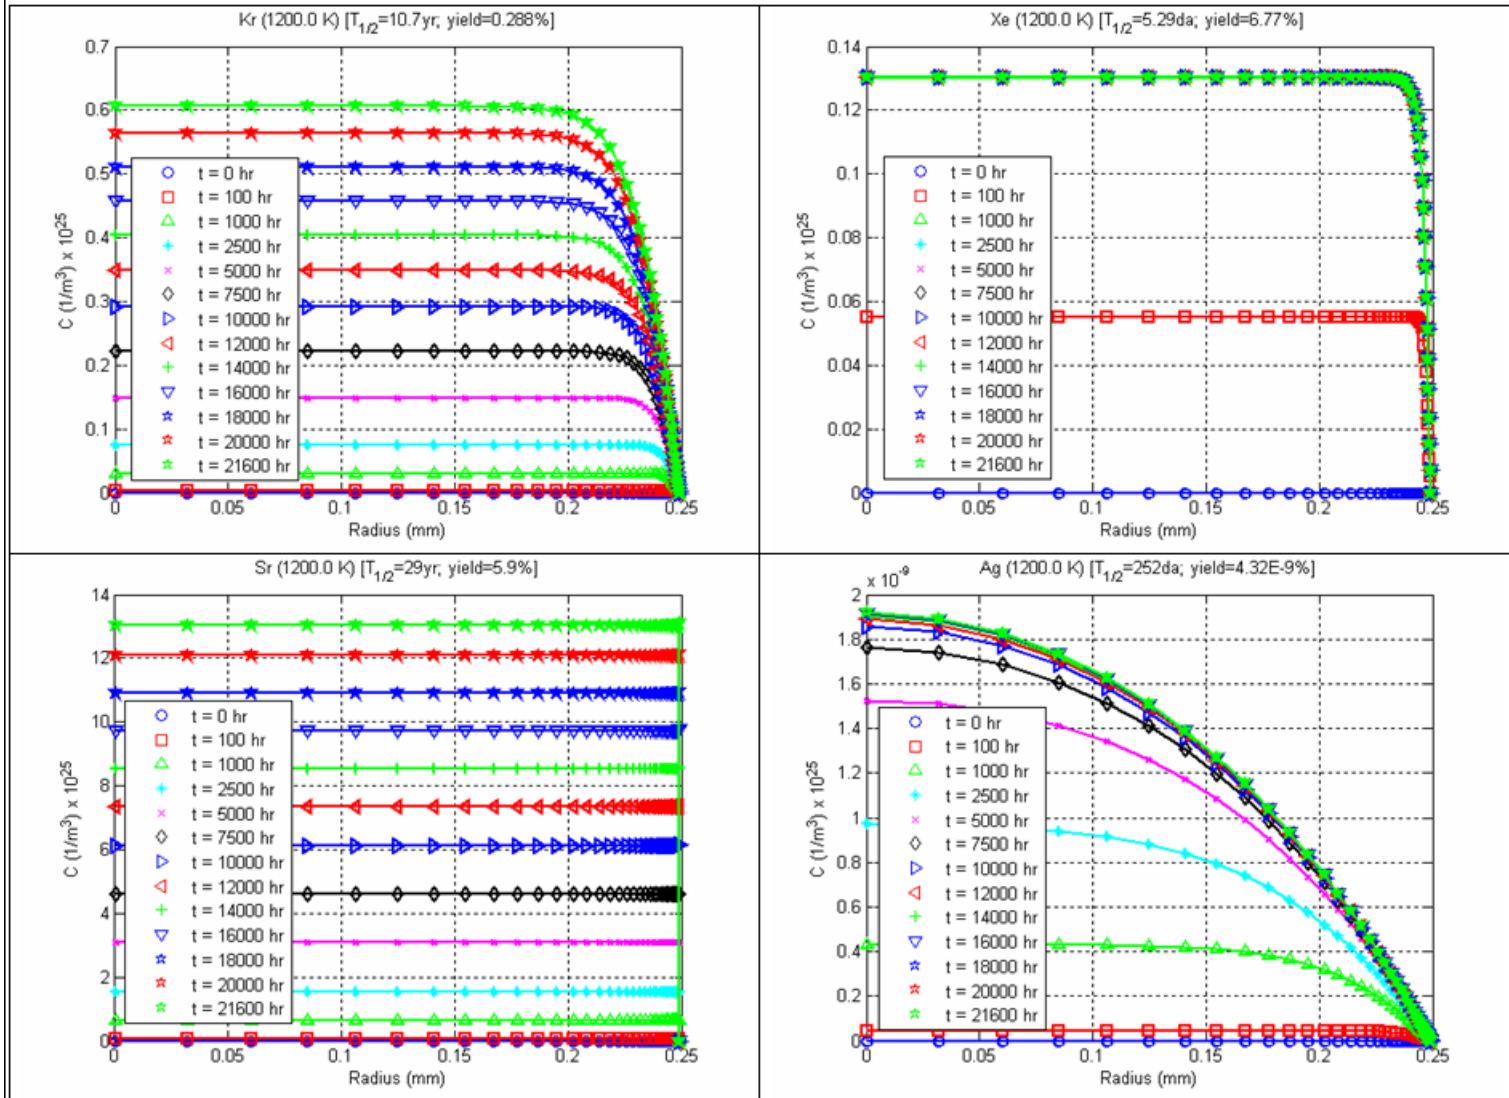 Kr (1200.0 K) [T1/2=10.7yr; yield=0.288%]
0.7
0.6
0.5
0.4
0.3
0.2
0.1
0
C (1/m³) x 10²⁵
t = 0 hr
t = 100 hr
t = 1000 hr
t = 2500 hr
t = 5000 hr
t = 7500 hr
t = 10000 hr
t = 12000 hr
t = 14000 hr
t = 16000 hr
t = 18000 hr
t = 20000 hr
t = 21600 hr
0 0.05 0.1 0.15 0.2 0.25
Radius (mm)
Xe (1200.0 K) [T1/2=5.29da; yield=6.77%]
0.14
0.12
0.1
0.08
0.06
0.04
0.02
0
C (1/m³) x 10²⁵
t = 0 hr
t = 100 hr
t = 1000 hr
t = 2500 hr
t = 5000 hr
t = 7500 hr
t = 10000 hr
t = 12000 hr
t = 14000 hr
t = 16000 hr
t = 18000 hr
t = 20000 hr
t = 21600 hr
0 0.05 0.1 0.15 0.2 0.25
Radius (mm)
Sr (1200.0 K) [T1/2=29yr; yield=5.9%]
14
12
10
8
6
4
2
0
C (1/m³) x 10²⁵
t = 0 hr
t = 100 hr
t = 1000 hr
t = 2500 hr
t = 5000 hr
t = 7500 hr
t = 10000 hr
t = 12000 hr
t = 14000 hr
t = 16000 hr
t = 18000 hr
t = 20000 hr
t = 21600 hr
0 0.05 0.1 0.15 0.2 0.25
Radius (mm)
Ag (1200.0 K) [T1/2=252da; yield=4.32E-9%]
x 10⁻⁹
2
1.8
1.6
1.4
1.2
1
0.8
0.6
0.4
0.2
0
C (1/m³) x 10²⁵
t = 0 hr
t = 100 hr
t = 1000 hr
t = 2500 hr
t = 5000 hr
t = 7500 hr
t = 10000 hr
t = 12000 hr
t = 14000 hr
t = 16000 hr
t = 18000 hr
t = 20000 hr
t = 21600 hr
0 0.05 0.1 0.15 0.2 0.25
Radius (mm)